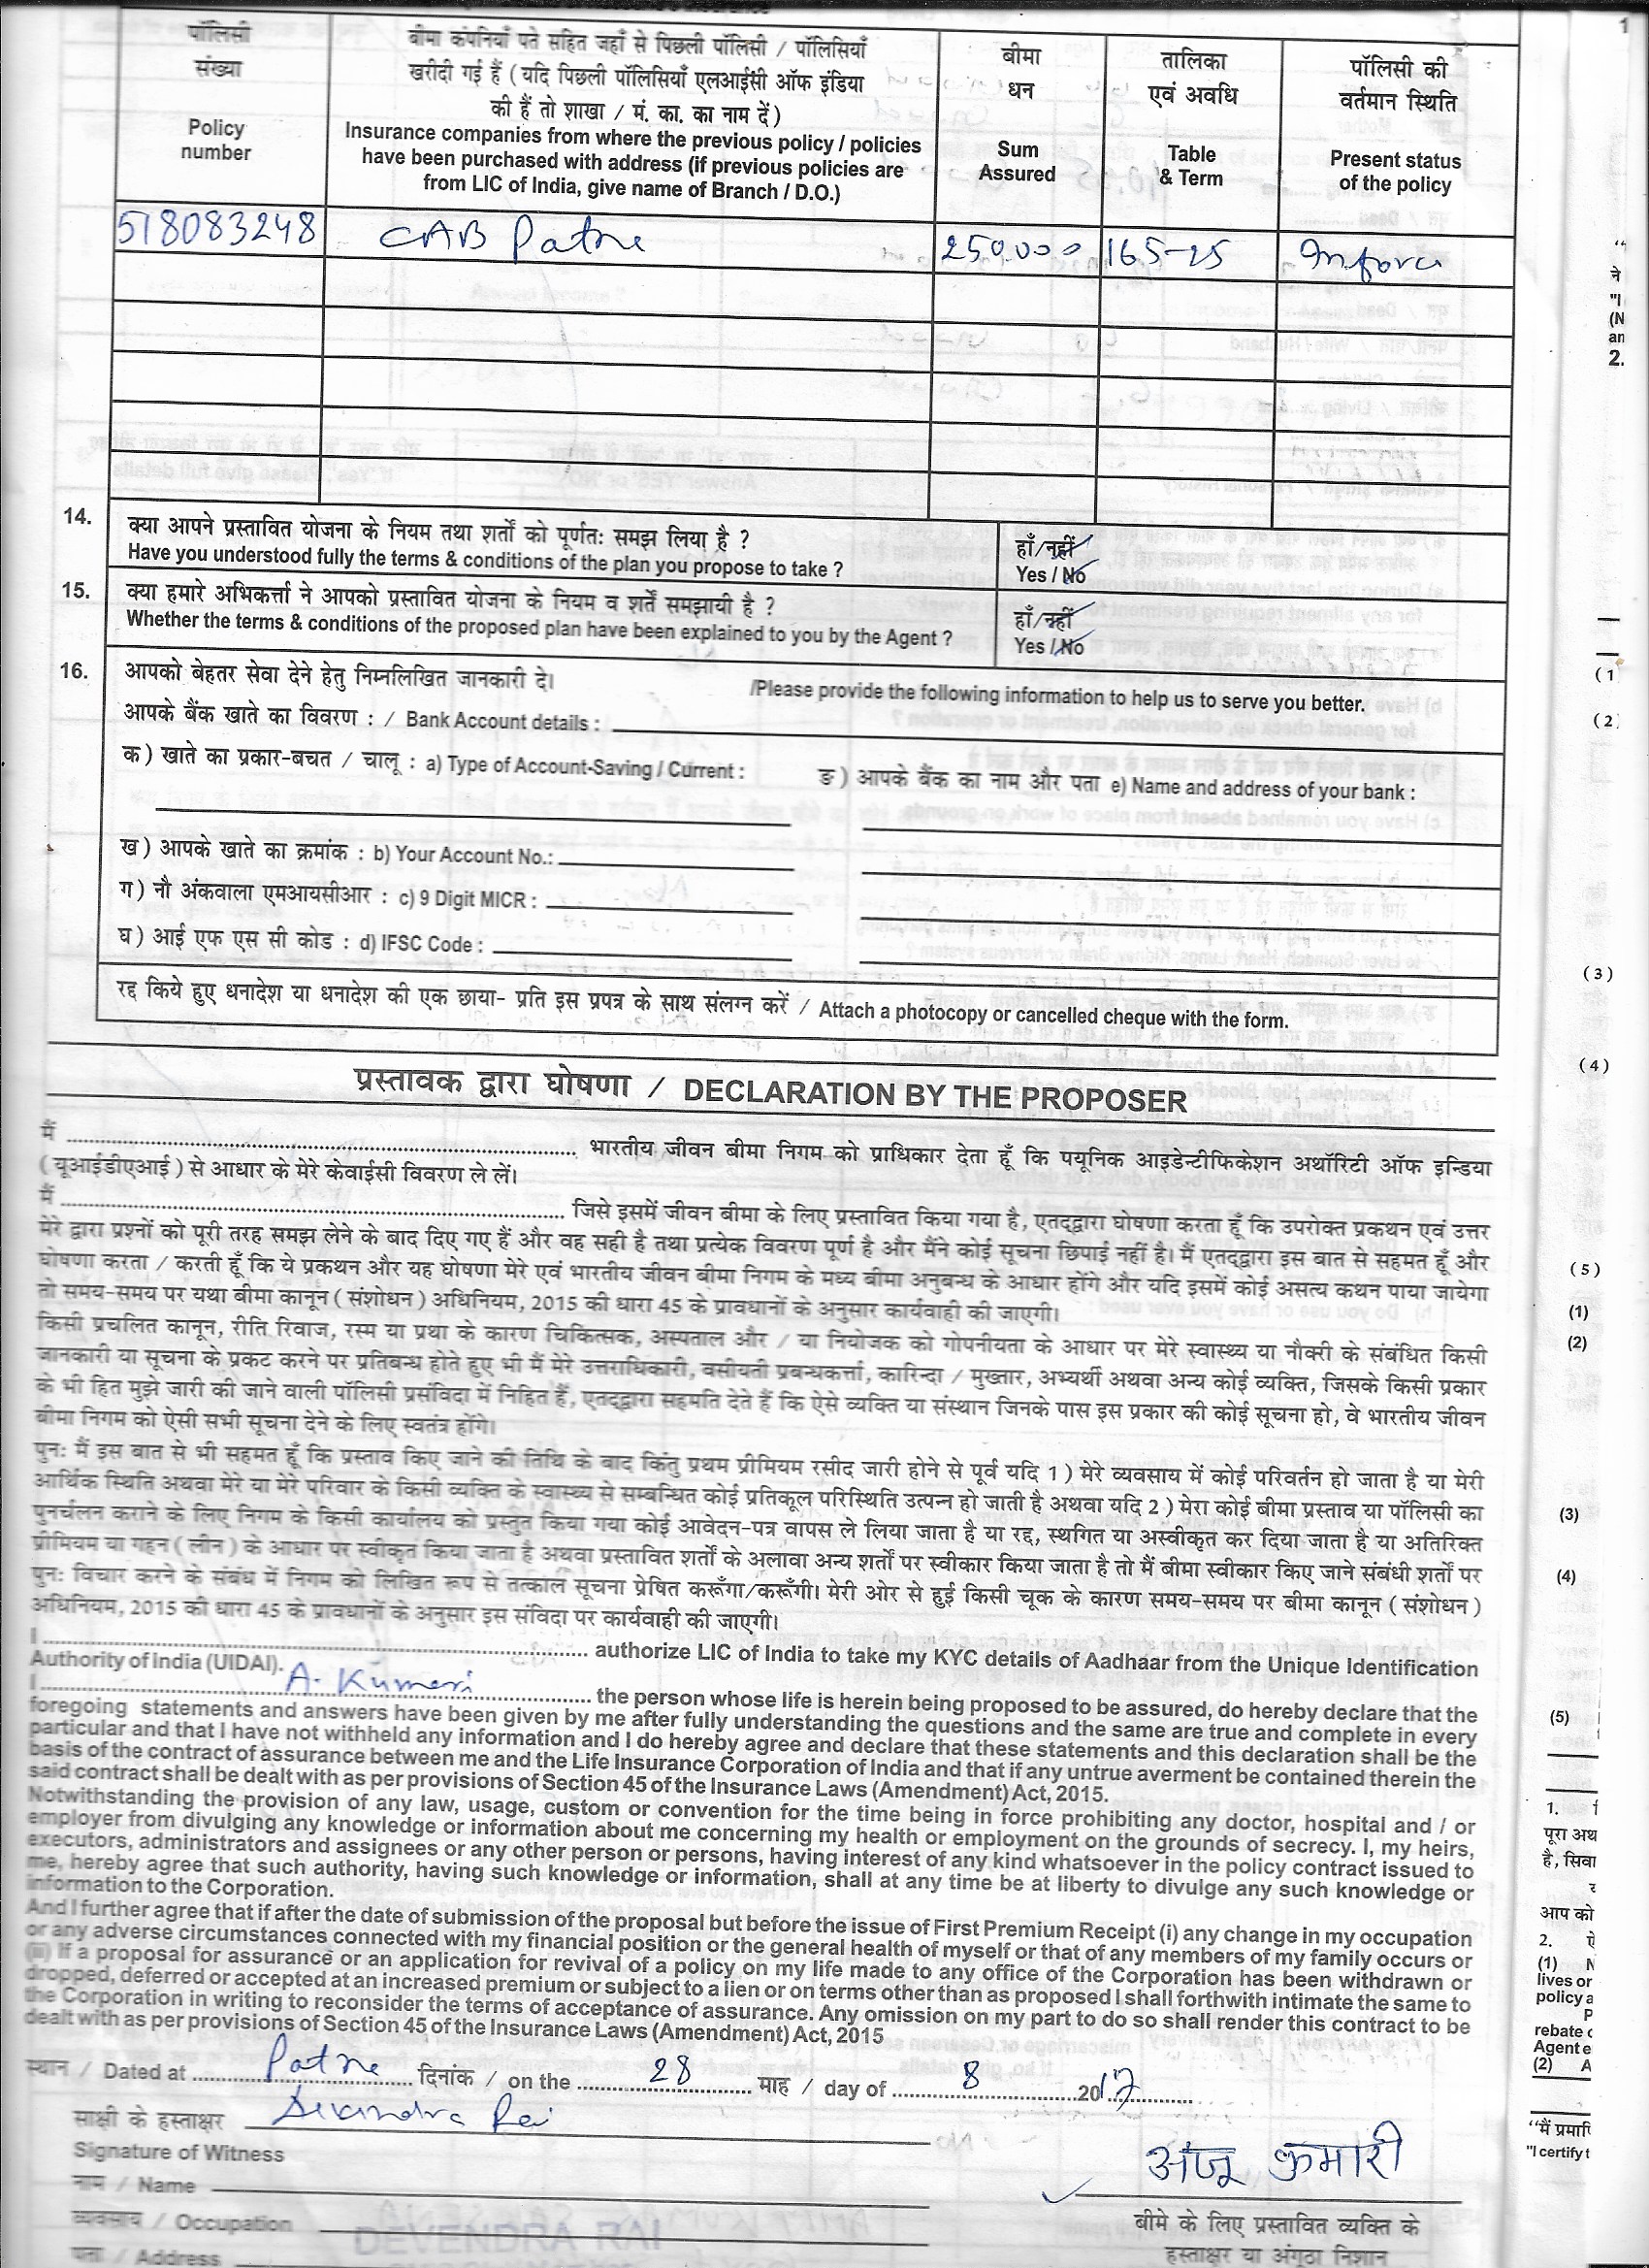 पॉलिसी
संख्या
Policy
number
बीमा कंपनियाँ पते सहित जहाँ से पिछली पॉलिसी / पॉलिसियाँ
खरीदी गई हैं ( यदि पिछली पॉलिसियाँ एलआईसी ऑफ इंडिया
की हैं तो शाखा / मं. का. का नाम दें )
Insurance companies from where the previous policy / policies
have been purchased with address (if previous policies are
from LIC of India, give name of Branch / D.O.)
बीमा
धन
Sum
Assured
तालिका
एवं अवधि
Table
& Term
पॉलिसी की
वर्तमान स्थिति
Present status
of the policy
518083248 CAB Patna 250.000 165-25 Inforce
14. क्या आपने प्रस्तावित योजना के नियम तथा शर्तों को पूर्णतः समझ लिया है ? हाँ/नहीं
Have you understood fully the terms & conditions of the plan you propose to take ? Yes / No
15. क्या हमारे अभिकर्त्ता ने आपको प्रस्तावित योजना के नियम व शर्तें समझायी है ? हाँ/नहीं
Whether the terms & conditions of the proposed plan have been explained to you by the Agent ? Yes / No
16. आपको बेहतर सेवा देने हेतु निम्नलिखित जानकारी दे। /Please provide the following information to help us to serve you better.
आपके बैंक खाते का विवरण : / Bank Account details :
क ) खाते का प्रकार-बचत / चालू : a) Type of Account-Saving / Current : ङ ) आपके बैंक का नाम और पता e) Name and address of your bank :
ख ) आपके खाते का क्रमांक : b) Your Account No.:
ग ) नौ अंकवाला एमआयसीआर : c) 9 Digit MICR :
घ ) आई एफ एस सी कोड : d) IFSC Code :
रद्द किये हुए धनादेश या धनादेश की एक छाया- प्रति इस प्रपत्र के साथ संलग्न करें / Attach a photocopy or cancelled cheque with the form.
प्रस्तावक द्वारा घोषणा / DECLARATION BY THE PROPOSER
मैं .......... भारतीय जीवन बीमा निगम को प्राधिकार देता हूँ कि पयूनिक आइडेन्टीफिकेशन अथॉरिटी ऑफ इन्डिया
( यूआईडीएआई ) से आधार के मेरे केवाईसी विवरण ले लें।
मैं .......... जिसे इसमें जीवन बीमा के लिए प्रस्तावित किया गया है, एतद्द्वारा घोषणा करता हूँ कि उपरोक्त प्रकथन एवं उत्तर
मेरे द्वारा प्रश्नों को पूरी तरह समझ लेने के बाद दिए गए हैं और वह सही है तथा प्रत्येक विवरण पूर्ण है और मैंने कोई सूचना छिपाई नहीं है। मैं एतद्द्वारा इस बात से सहमत हूँ और
घोषणा करता / करती हूँ कि ये प्रकथन और यह घोषणा मेरे एवं भारतीय जीवन बीमा निगम के मध्य बीमा अनुबन्ध के आधार होंगे और यदि इसमें कोई असत्य कथन पाया जायेगा
तो समय-समय पर यथा बीमा कानून ( संशोधन ) अधिनियम, 2015 की धारा 45 के प्रावधानों के अनुसार कार्यवाही की जाएगी।
किसी प्रचलित कानून, रीति रिवाज, रस्म या प्रथा के कारण चिकित्सक, अस्पताल और / या नियोजक को गोपनीयता के आधार पर मेरे स्वास्थ्य या नौक्री के संबंधित किसी
जानकारी या सूचना के प्रकट करने पर प्रतिबन्ध होते हुए भी मैं मेरे उत्तराधिकारी, वसीयती प्रबन्धकर्त्ता, कारिन्दा / मुख्तार, अभ्यर्थी अथवा अन्य कोई व्यक्ति, जिसके किसी प्रकार
के भी हित मुझे जारी की जाने वाली पॉलिसी प्रसंविदा में निहित हैं, एतद्द्वारा सहमति देते हैं कि ऐसे व्यक्ति या संस्थान जिनके पास इस प्रकार की कोई सूचना हो, वे भारतीय जीवन
बीमा निगम को ऐसी सभी सूचना देने के लिए स्वतंत्र होंगे।
पुनः मैं इस बात से भी सहमत हूँ कि प्रस्ताव किए जाने की तिथि के बाद किंतु प्रथम प्रीमियम रसीद जारी होने से पूर्व यदि 1 ) मेरे व्यवसाय में कोई परिवर्तन हो जाता है या मेरी
आर्थिक स्थिति अथवा मेरे या मेरे परिवार के किसी व्यक्ति के स्वास्थ्य से सम्बन्धित कोई प्रतिकूल परिस्थिति उत्पन्न हो जाती है अथवा यदि 2 ) मेरा कोई बीमा प्रस्ताव या पॉलिसी का
पुनर्चलन कराने के लिए निगम के किसी कार्यालय को प्रस्तुत किया गया कोई आवेदन-पत्र वापस ले लिया जाता है या रद्द, स्थगित या अस्वीकृत कर दिया जाता है या अतिरिक्त
प्रीमियम या गहन ( लीन ) के आधार पर स्वीकृत किया जाता है अथवा प्रस्तावित शर्तों के अलावा अन्य शर्तों पर स्वीकार किया जाता है तो मैं बीमा स्वीकार किए जाने संबंधी शर्तों पर
पुनः विचार करने के संबंध में निगम को लिखित रूप से तत्काल सूचना प्रेषित करूँगा/करूँगी। मेरी ओर से हुई किसी चूक के कारण समय-समय पर बीमा कानून ( संशोधन )
अधिनियम, 2015 की धारा 45 के प्रावधानों के अनुसार इस संविदा पर कार्यवाही की जाएगी।
I .......... authorize LIC of India to take my KYC details of Aadhaar from the Unique Identification
Authority of India (UIDAI).
I .......... A. Kumari .......... the person whose life is herein being proposed to be assured, do hereby declare that the
foregoing statements and answers have been given by me after fully understanding the questions and the same are true and complete in every
particular and that I have not withheld any information and I do hereby agree and declare that these statements and this declaration shall be the
basis of the contract of assurance between me and the Life Insurance Corporation of India and that if any untrue averment be contained therein the
said contract shall be dealt with as per provisions of Section 45 of the Insurance Laws (Amendment) Act, 2015.
Notwithstanding the provision of any law, usage, custom or convention for the time being in force prohibiting any doctor, hospital and / or
employer from divulging any knowledge or information about me concerning my health or employment on the grounds of secrecy. I, my heirs,
executors, administrators and assignees or any other person or persons, having interest of any kind whatsoever in the policy contract issued to
me, hereby agree that such authority, having such knowledge or information, shall at any time be at liberty to divulge any such knowledge or
information to the Corporation.
And I further agree that if after the date of submission of the proposal but before the issue of First Premium Receipt (i) any change in my occupation
or any adverse circumstances connected with my financial position or the general health of myself or that of any members of my family occurs or
(ii) If a proposal for assurance or an application for revival of a policy on my life made to any office of the Corporation has been withdrawn or
dropped, deferred or accepted at an increased premium or subject to a lien or on terms other than as proposed I shall forthwith intimate the same to
the Corporation in writing to reconsider the terms of acceptance of assurance. Any omission on my part to do so shall render this contract to be
dealt with as per provisions of Section 45 of the Insurance Laws (Amendment) Act, 2015
स्थान / Dated at Patna दिनांक / on the 28 माह / day of 8 2017
साक्षी के हस्ताक्षर Devendra Rai
Signature of Witness
अंजू कुमारी
नाम / Name
व्यवसाय / Occupation
DEVENDRA RAI
पता / Address
बीमे के लिए प्रस्तावित व्यक्ति के
हस्ताक्षर या अंगूठा निशान